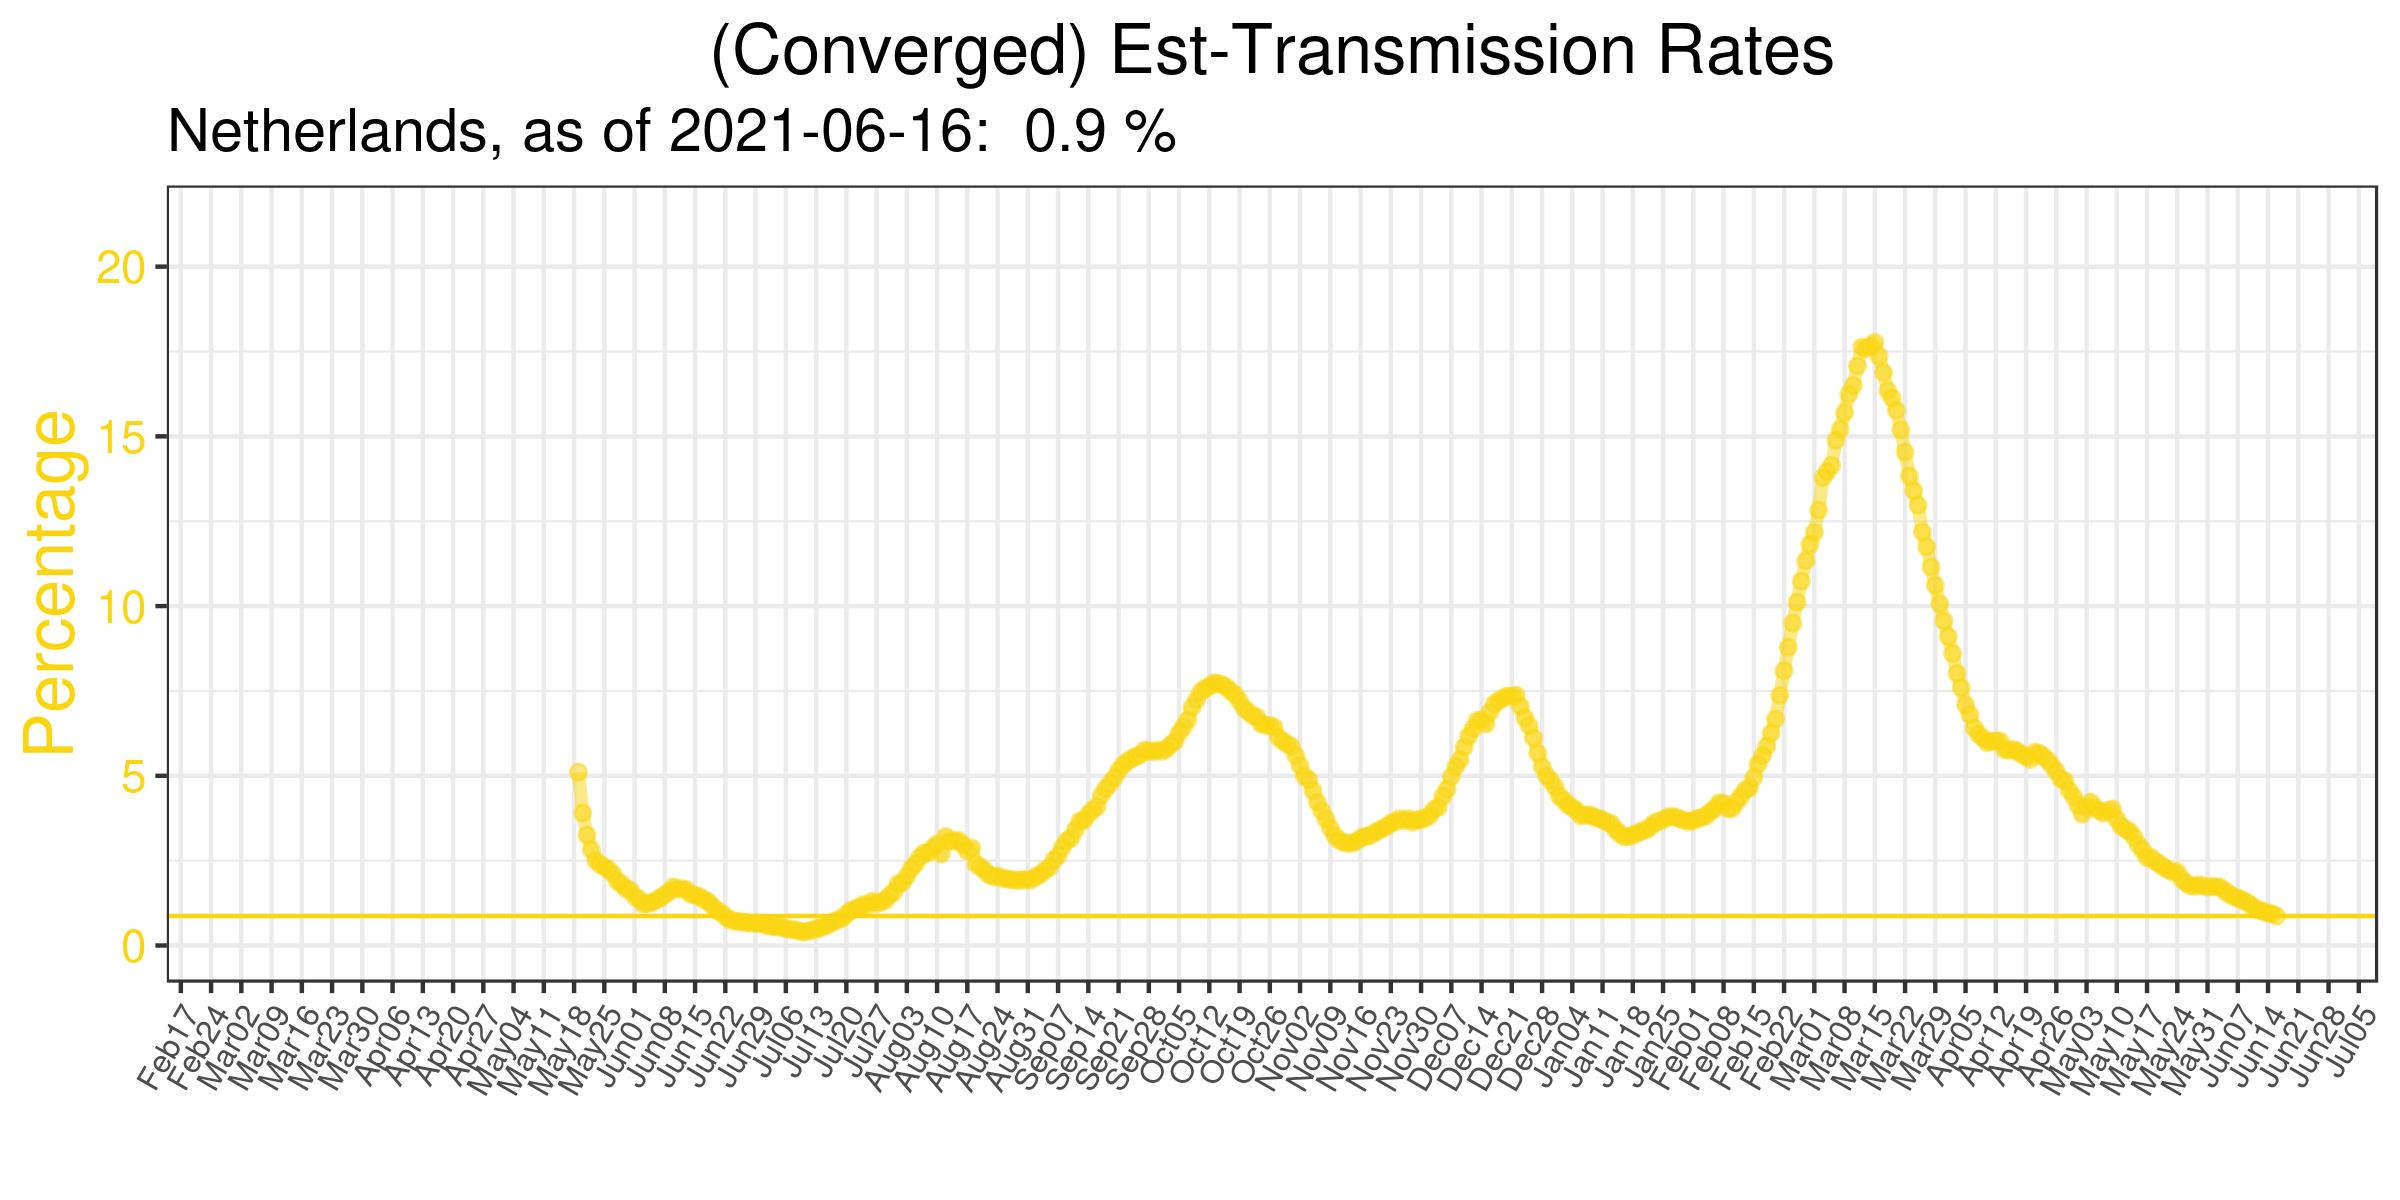 (Converged) Est-Transmission Rates
Netherlands, as of 2021-06-16:  0.9 %
Percentage
20
15
10
5
0
Feb17
Feb24
Mar02
Mar09
Mar16
Mar23
Mar30
Apr06
Apr13
Apr20
Apr27
May04
May11
May18
May25
Jun01
Jun08
Jun15
Jun22
Jun29
Jul06
Jul13
Jul20
Jul27
Aug03
Aug10
Aug17
Aug24
Aug31
Sep07
Sep14
Sep21
Sep28
Oct05
Oct12
Oct19
Oct26
Nov02
Nov09
Nov16
Nov23
Nov30
Dec07
Dec14
Dec21
Dec28
Jan04
Jan11
Jan18
Jan25
Feb01
Feb08
Feb15
Feb22
Mar01
Mar08
Mar15
Mar22
Mar29
Apr05
Apr12
Apr19
Apr26
May03
May10
May17
May24
May31
Jun07
Jun14
Jun21
Jun28
Jul05